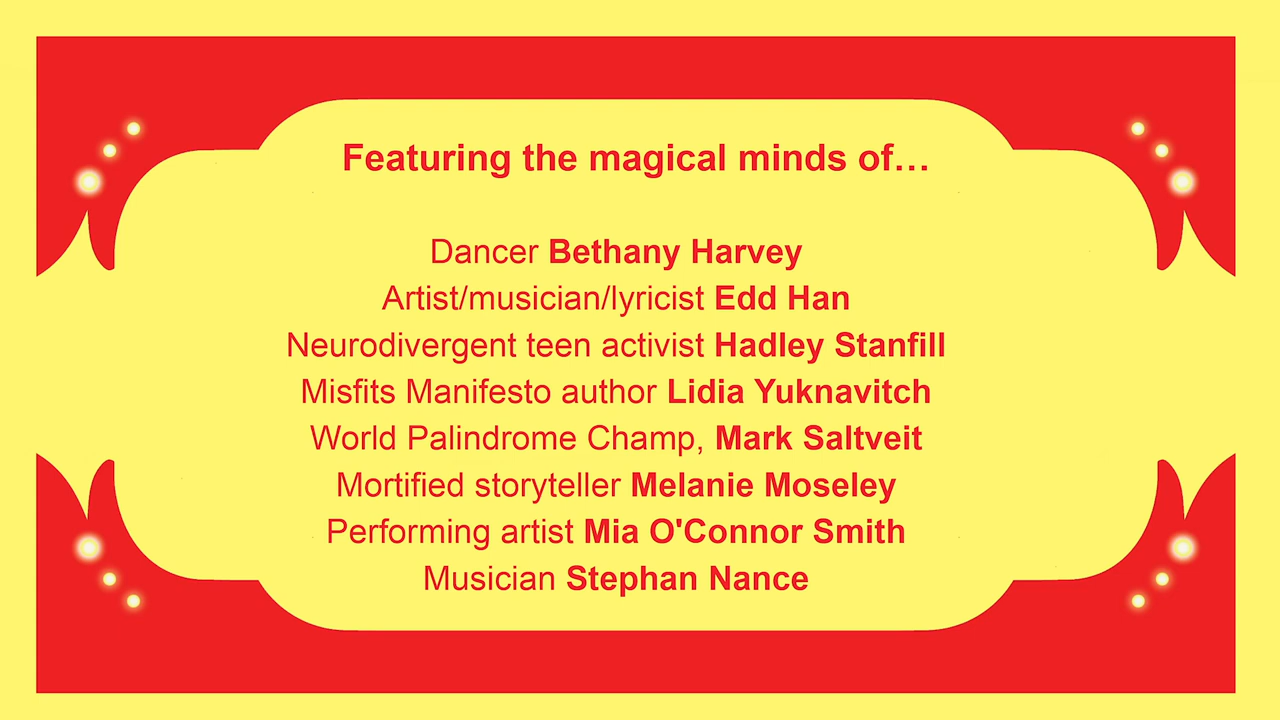 Featuring the magical minds of…
Dancer Bethany Harvey
Artist/musician/lyricist Edd Han
Neurodivergent teen activist Hadley Stanfill
Misfits Manifesto author Lidia Yuknavitch
World Palindrome Champ, Mark Saltveit
Mortified storyteller Melanie Moseley
Performing artist Mia O'Connor Smith
Musician Stephan Nance